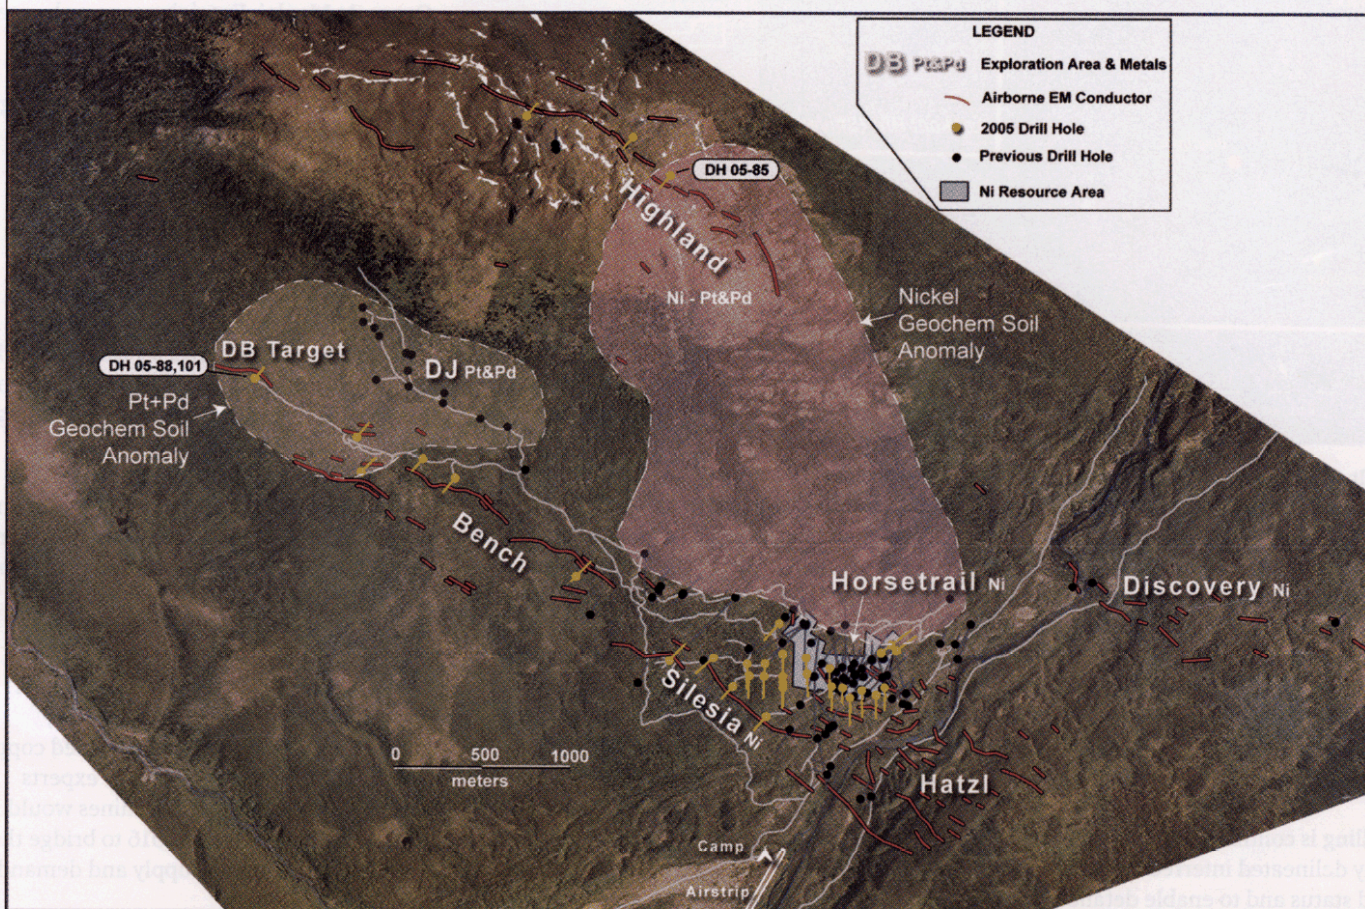 LEGEND
DB Pt&Pd Exploration Area & Metals
Airborne EM Conductor
2005 Drill Hole
Previous Drill Hole
Ni Resource Area
DH 05-85
Highland
Ni - Pt&Pd
Nickel
Geochem Soil
Anomaly
DB Target
DJ Pt&Pd
DH 05-88,101
Pt+Pd
Geochem Soil
Anomaly
Bench
Horsetrail Ni
Discovery Ni
Silesia Ni
0 500 1000
meters
Hatzl
Camp
Airstrip